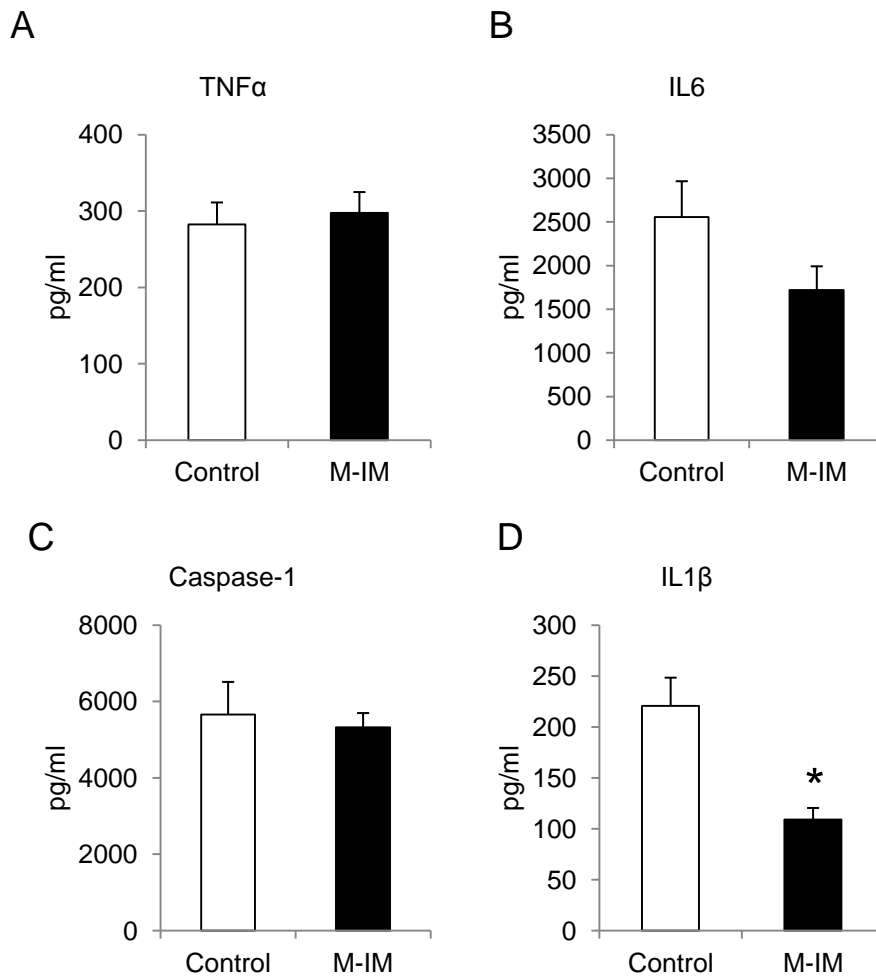 A
TNFα
400
300
200
100
0
pg/ml
Control M-IM
B
IL6
3500
3000
2500
2000
1500
1000
500
0
pg/ml
Control M-IM
C
Caspase-1
8000
6000
4000
2000
0
pg/ml
Control M-IM
D
IL1β
300
250
200
150
100
50
0
pg/ml
*
Control M-IM